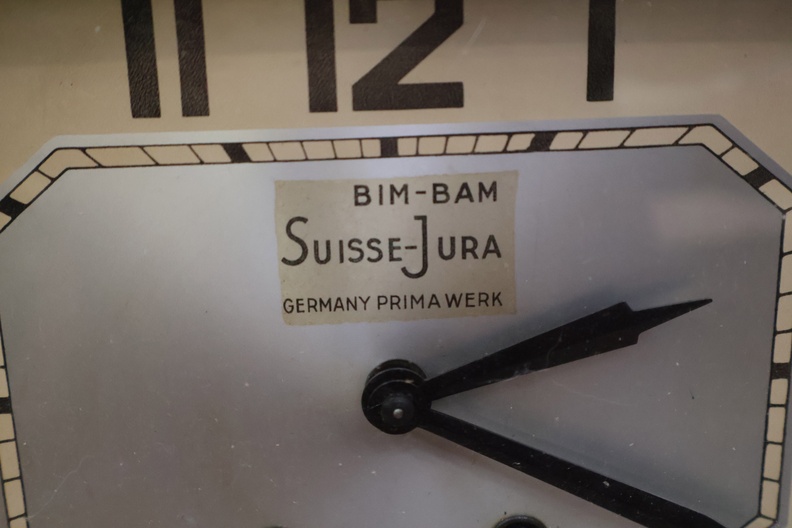 11 12 1
BIM-BAM
SUISSE-JURA
GERMANY PRIMA WERK